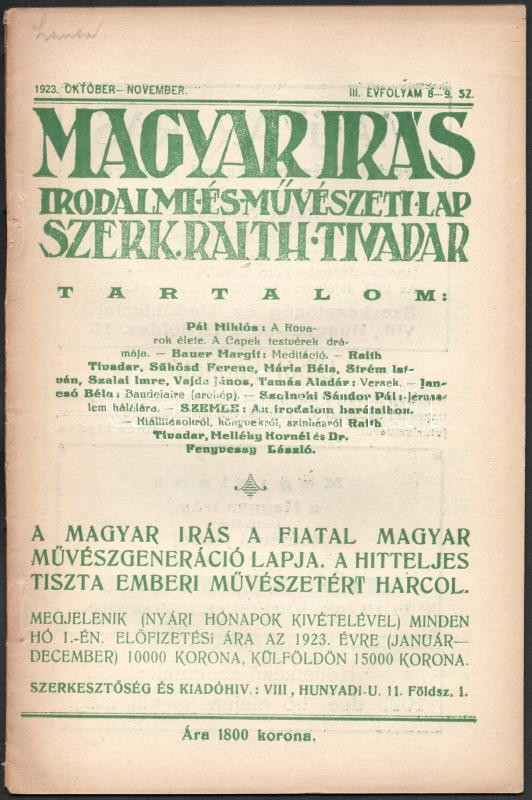 1923. OKTÓBER—NOVEMBER.
III. ÉVFOLYAM 8—9. SZ.
MAGYAR IRÁS
IRODALMI·ÉS·MŰVÉSZETI·LAP
SZERK. RAITH·TIVADAR
TARTALOM:
Pál Miklós: A Rova-
rok élete. A Capek testvérek drá-
mája. — Bauer Margit: Meditáció. — Raith
Tivadar, Sükösd Ferenc, Mária Béla, Strém Ist-
ván, Szalai Imre, Vajda János, Tamás Aladár: Versek. — Jan-
csó Béla: Baudelaire (arckép). — Szolnoki Sándor Pál: Jeruzsa-
lem hálálára. — SZEMLE: Az irodalom barátaihoz.
— Kiállításokról, könyvekről, szinházról Raith
Tivadar, Melléky Kornél és Dr.
Fenyvessy László.
A MAGYAR IRÁS A FIATAL MAGYAR
MŰVÉSZGENERÁCIÓ LAPJA. A HITTELJES
TISZTA EMBERI MŰVÉSZETÉRT HARCOL.
MEGJELENIK (NYÁRI HÓNAPOK KIVÉTELÉVEL) MINDEN
HÓ 1.-ÉN. ELŐFIZETÉSI ÁRA AZ 1923. ÉVRE (JANUÁR—
DECEMBER) 10000 KORONA, KÜLFÖLDÖN 15000 KORONA.
SZERKESZTŐSÉG ÉS KIADÓHIV.: VIII, HUNYADI-U. 11. Földsz. 1.
Ára 1800 korona.